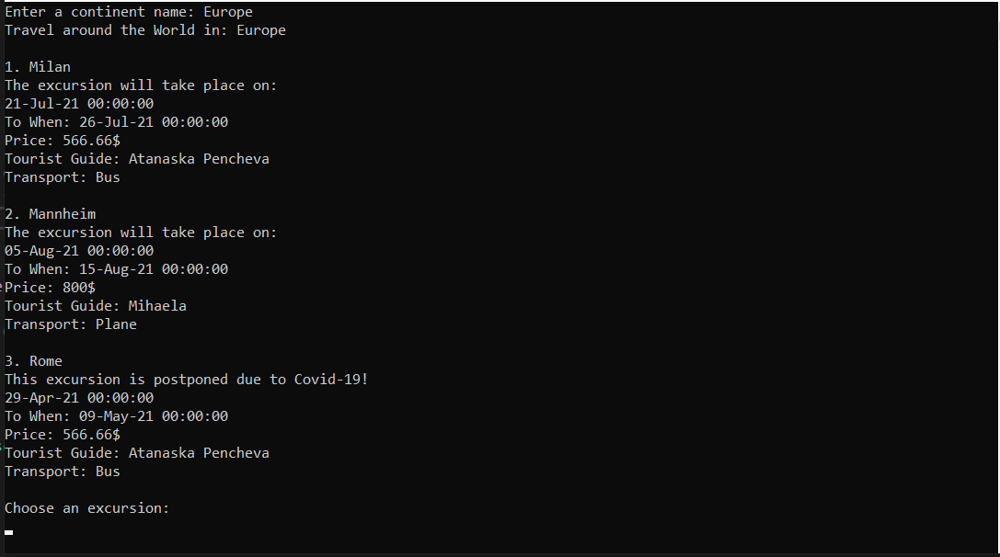 Enter a continent name: Europe
Travel around the World in: Europe
1. Milan
The excursion will take place on:
21-Jul-21 00:00:00
To When: 26-Jul-21 00:00:00
Price: 566.66$
Tourist Guide: Atanaska Pencheva
Transport: Bus
2. Mannheim
The excursion will take place on:
05-Aug-21 00:00:00
To When: 15-Aug-21 00:00:00
Price: 800$
Tourist Guide: Mihaela
Transport: Plane
3. Rome
This excursion is postponed due to Covid-19!
29-Apr-21 00:00:00
To When: 09-May-21 00:00:00
Price: 566.66$
Tourist Guide: Atanaska Pencheva
Transport: Bus
Choose an excursion: